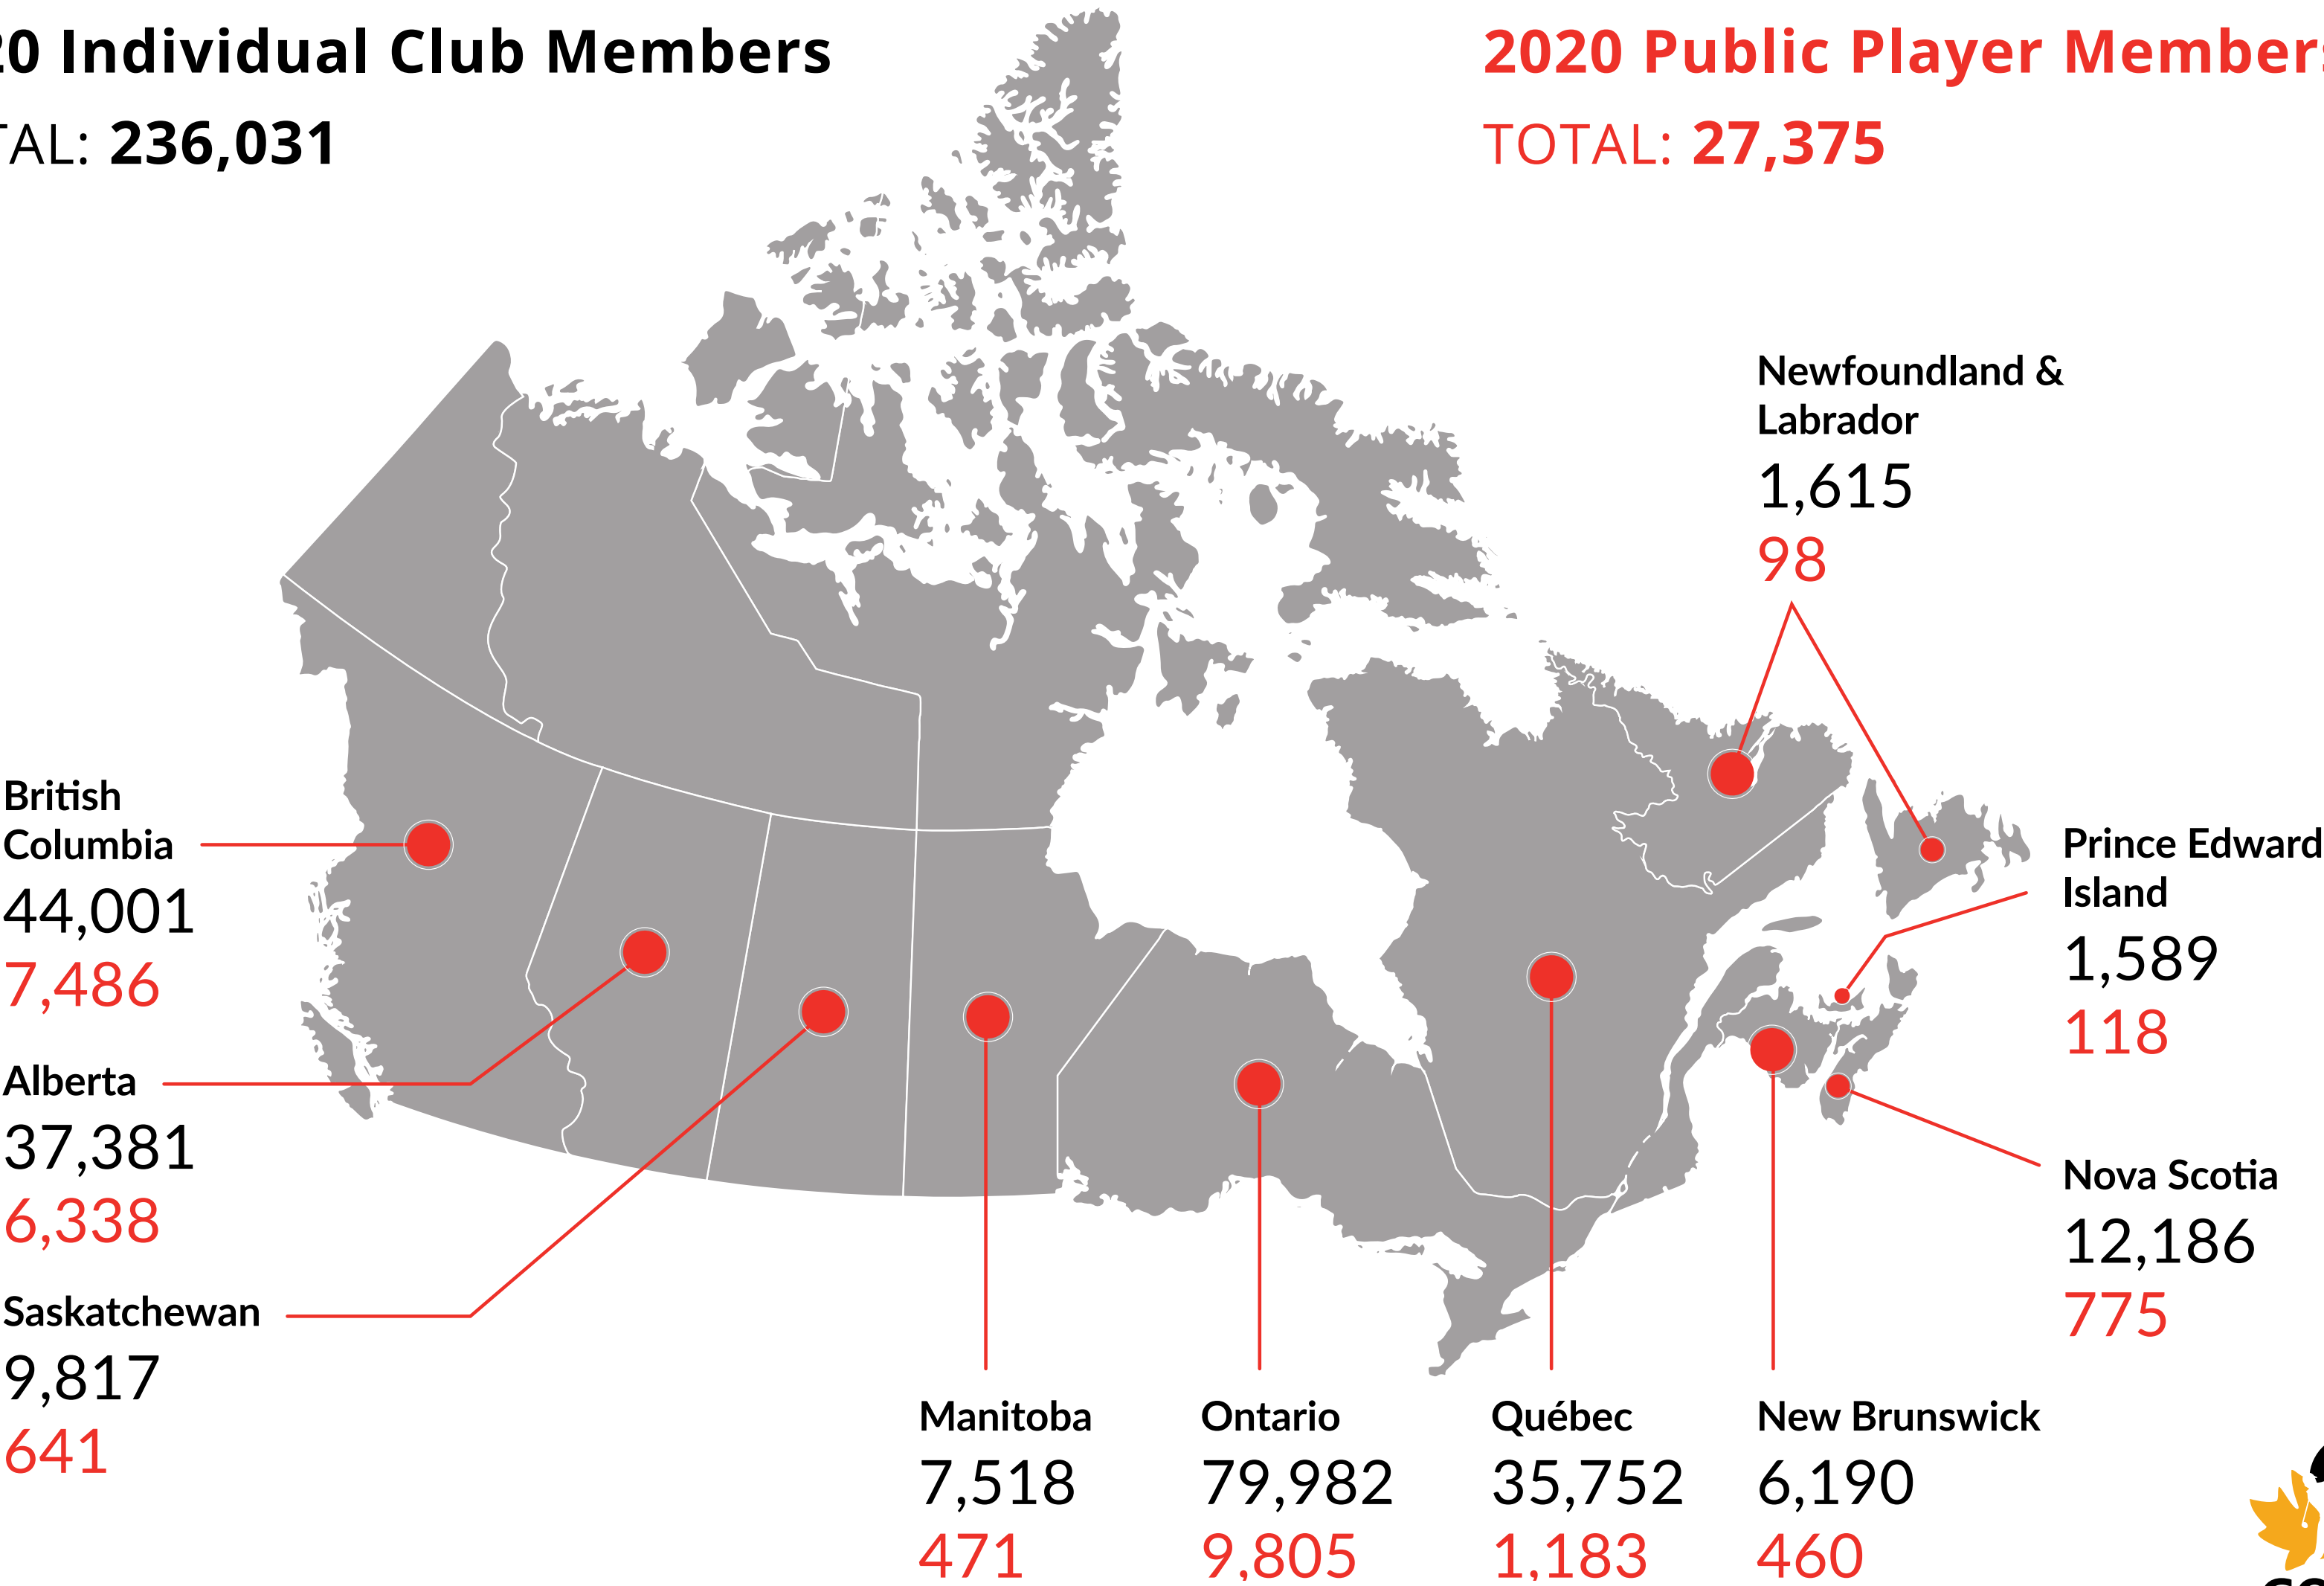 20 Individual Club Members
TAL: 236,031
2020 Public Player Members
TOTAL: 27,375
Newfoundland &
Labrador
1,615
98
British
Columbia
44,001
7,486
Prince Edward
Island
1,589
118
Alberta
37,381
6,338
Nova Scotia
12,186
775
Saskatchewan
9,817
641
Manitoba
7,518
471
Ontario
79,982
9,805
Québec
35,752
1,183
New Brunswick
6,190
460